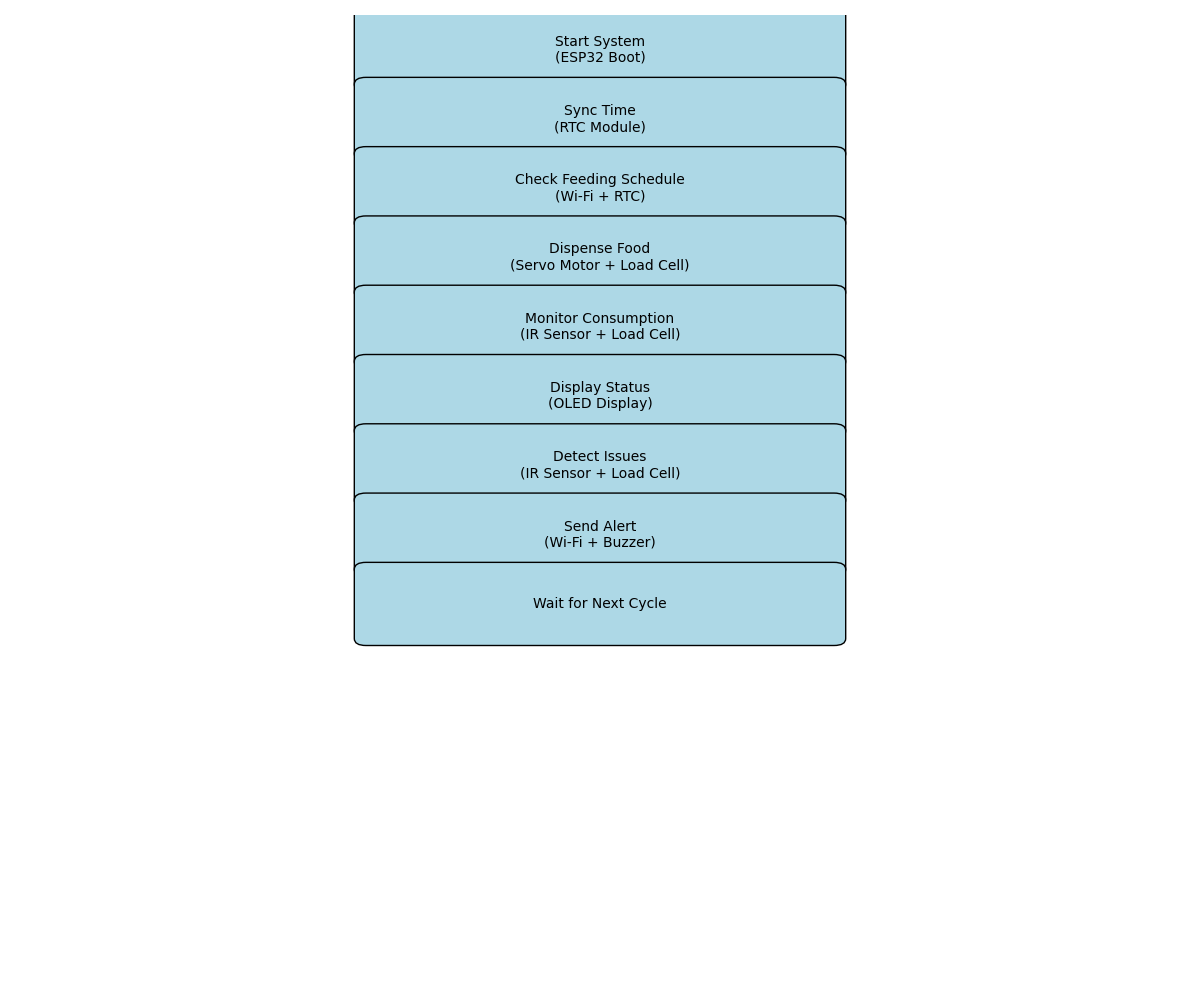 Start System
(ESP32 Boot)
Sync Time
(RTC Module)
Check Feeding Schedule
(Wi-Fi + RTC)
Dispense Food
(Servo Motor + Load Cell)
Monitor Consumption
(IR Sensor + Load Cell)
Display Status
(OLED Display)
Detect Issues
(IR Sensor + Load Cell)
Send Alert
(Wi-Fi + Buzzer)
Wait for Next Cycle